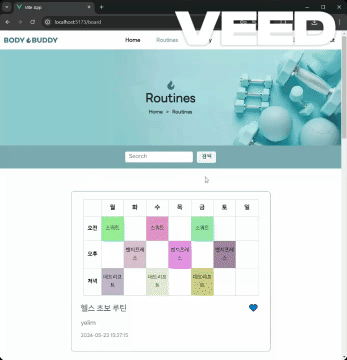 Vite App
localhost:5173/board
VEED
BODY BUDDY
Home
Routines
Routines
Home > Routines
Search
검색
월 화 수 목 금 토 일
오전 스쿼트 스쿼트 스쿼트
오후 벤치프레스 벤치프레스 벤치프레스
저녁 데드리프트 데드리프트 데드리프트
헬스 초보 루틴
yelim
2024-05-23 15:27:15